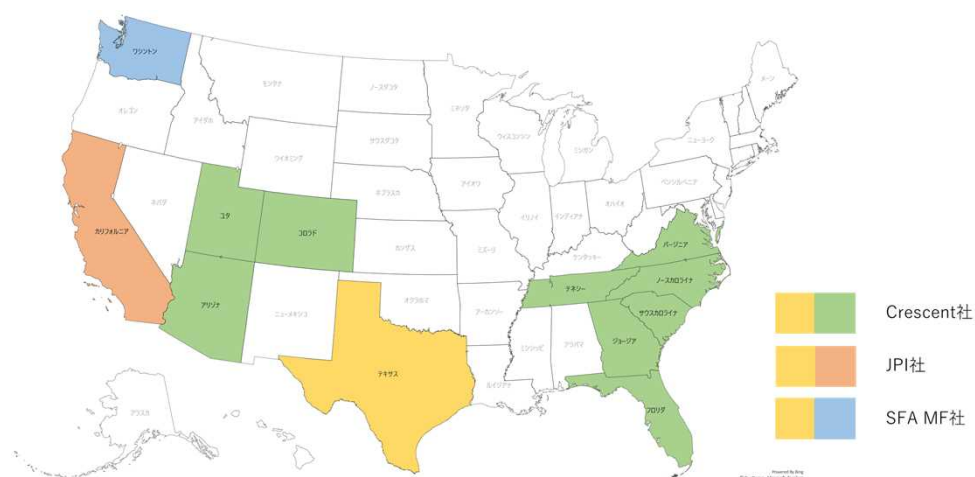 ワシントン
モンタナ
ノースダコタ
ミネソタ
メーン
オレゴン
アイダホ
サウスダコタ
ウィスコンシン
ミシガン
ニューヨーク
ワイオミング
アイオワ
ペンシルベニア
ネブラスカ
ネバダ
ユタ
コロラド
イリノイ
インディアナ
オハイオ
カリフォルニア
カンザス
ミズーリ
ケンタッキー
バージニア
アリゾナ
ニューメキシコ
オクラホマ
アーカンソー
テネシー
ノースカロライナ
サウスカロライナ
テキサス
ルイジアナ
ミシシッピ
アラバマ
ジョージア
フロリダ
アラスカ
Crescent社
JPI社
SFA MF社
Powered by Bing